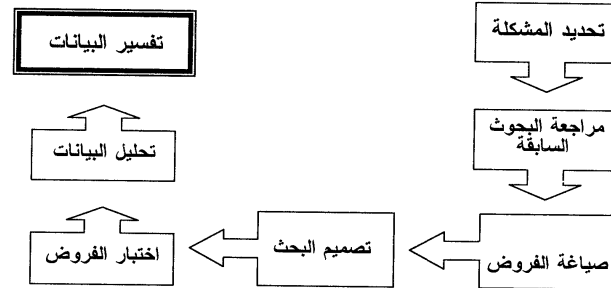 تحديد المشكلة
مراجعة البحوث
السابقة
صياغة الفروض
تصميم البحث
اختبار الفروض
تحليل البيانات
تفسير البيانات